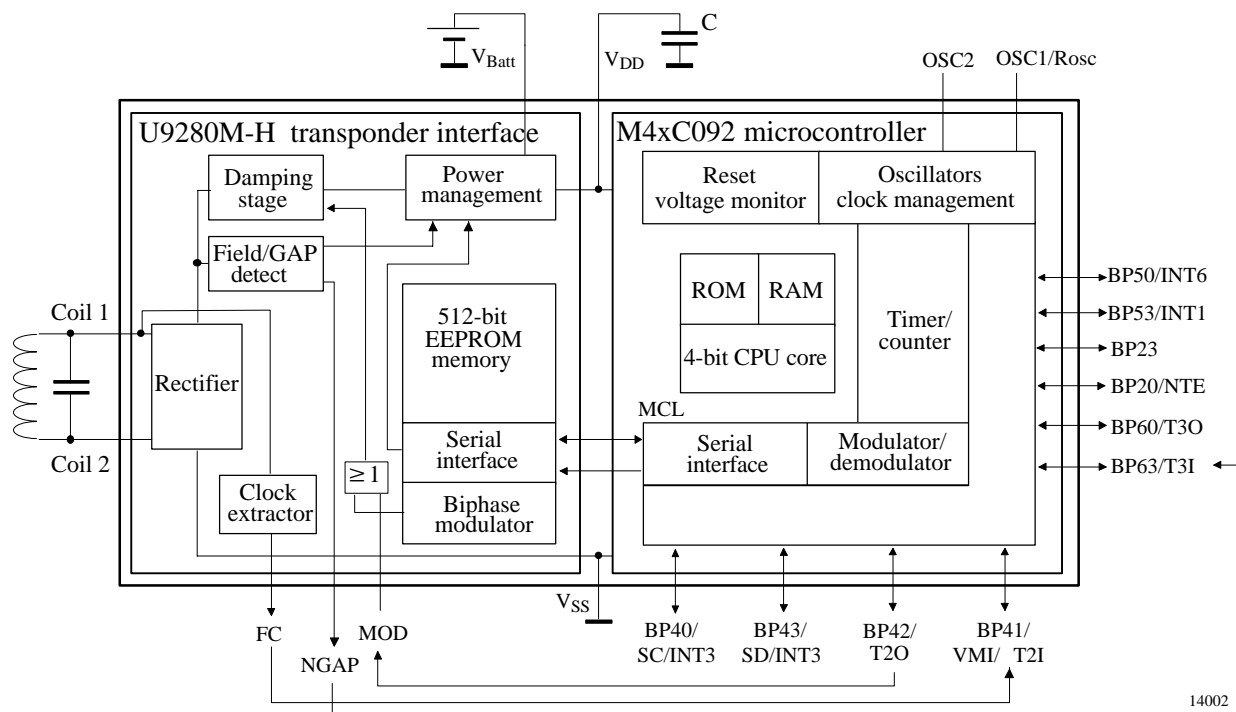 C
VBatt
VDD
OSC2
OSC1/Rosc
U9280M-H transponder interface
M4xC092 microcontroller
Damping
stage
Power
management
Reset
voltage monitor
Oscillators
clock management
Field/GAP
detect
ROM
RAM
4-bit CPU core
Timer/
counter
BP50/INT6
BP53/INT1
BP23
BP20/NTE
BP60/T3O
BP63/T3I
Coil 1
Rectifier
Coil 2
512-bit
EEPROM
memory
MCL
Serial
interface
Serial
interface
Modulator/
demodulator
≥ 1
Clock
extractor
Biphase
modulator
VSS
FC
NGAP
MOD
BP40/
SC/INT3
BP43/
SD/INT3
BP42/
T2O
BP41/
VMI/ T2I
14002